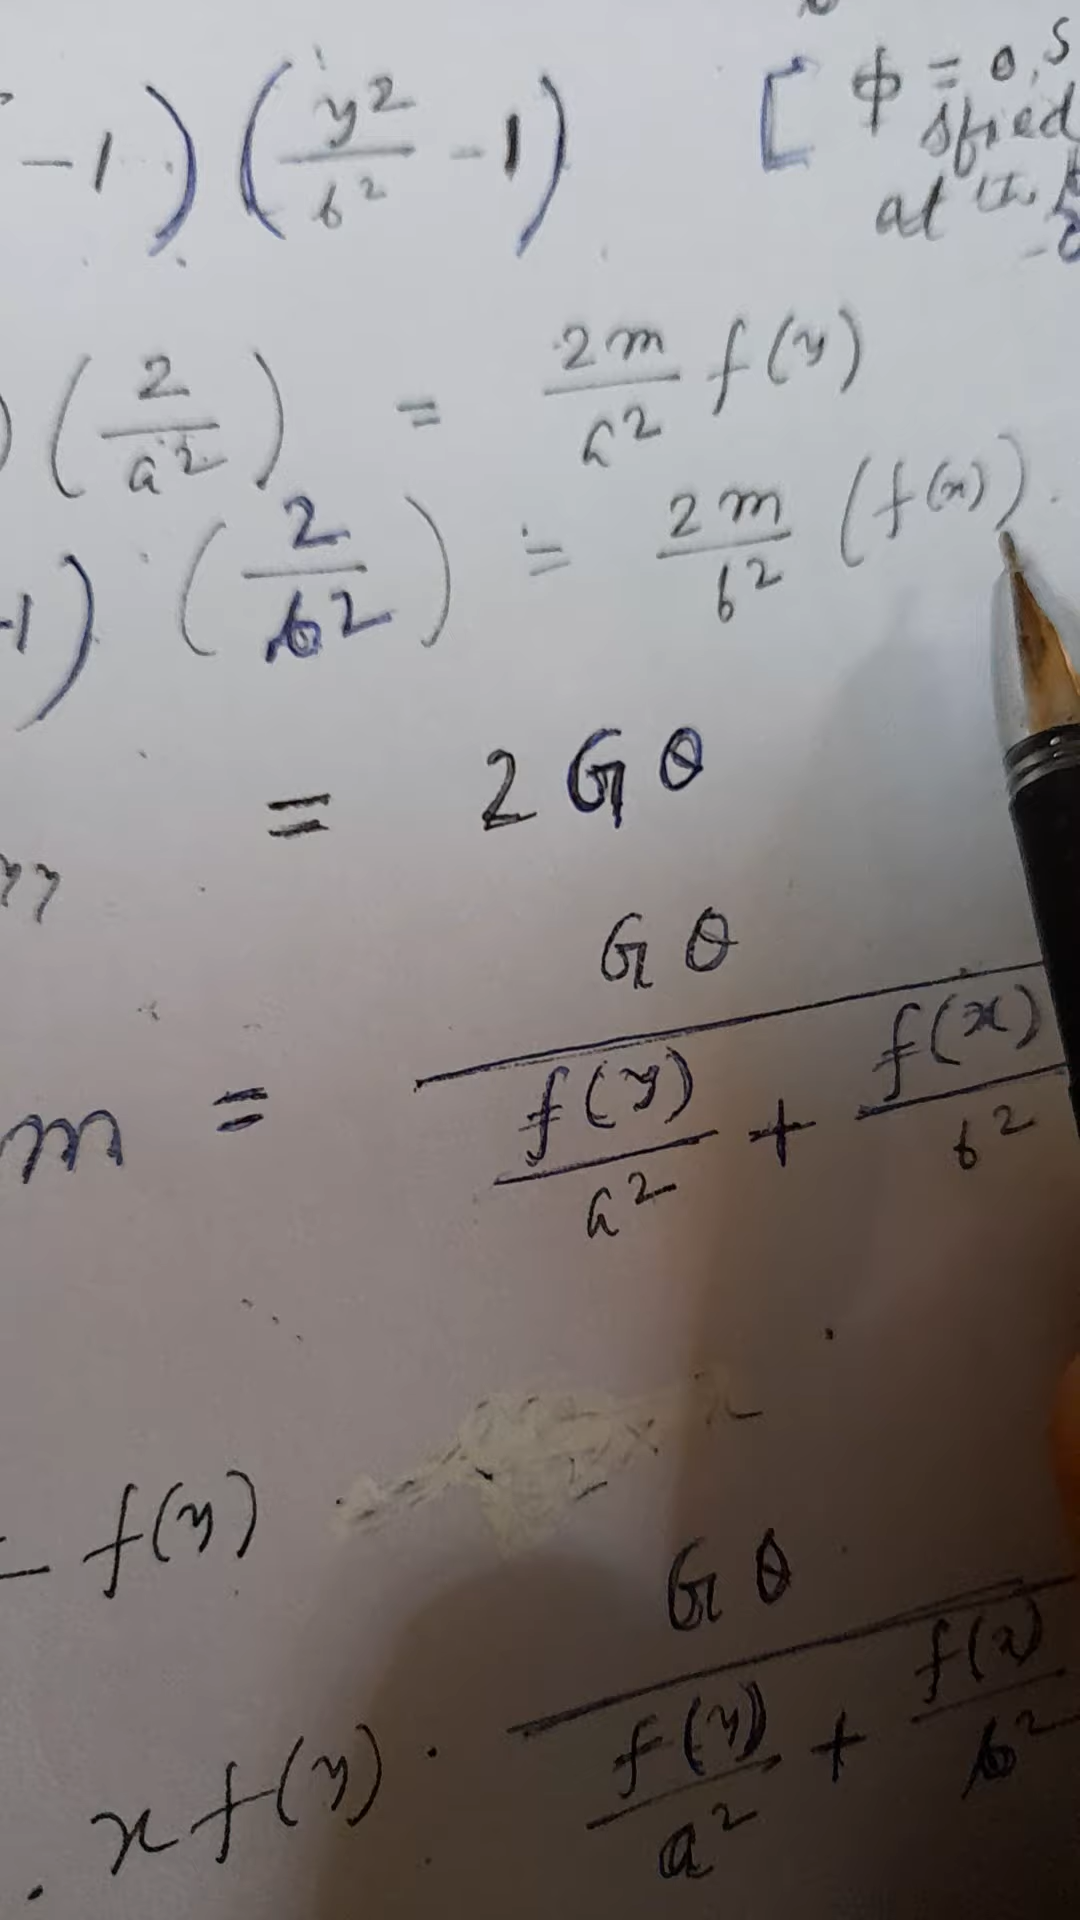 -1) (y²/b² -1) [ϕ = 0, s
sfied
at
) (2/a²) = 2m/a² f(y)
-1) (2/b²) = 2m/b² (f(x)).
yy = 2Gθ
m = Gθ / (f(y)/a² + f(x)/b²)
= f(y)
. x f(y) . Gθ / (f(y)/a² + f(x)/b²)